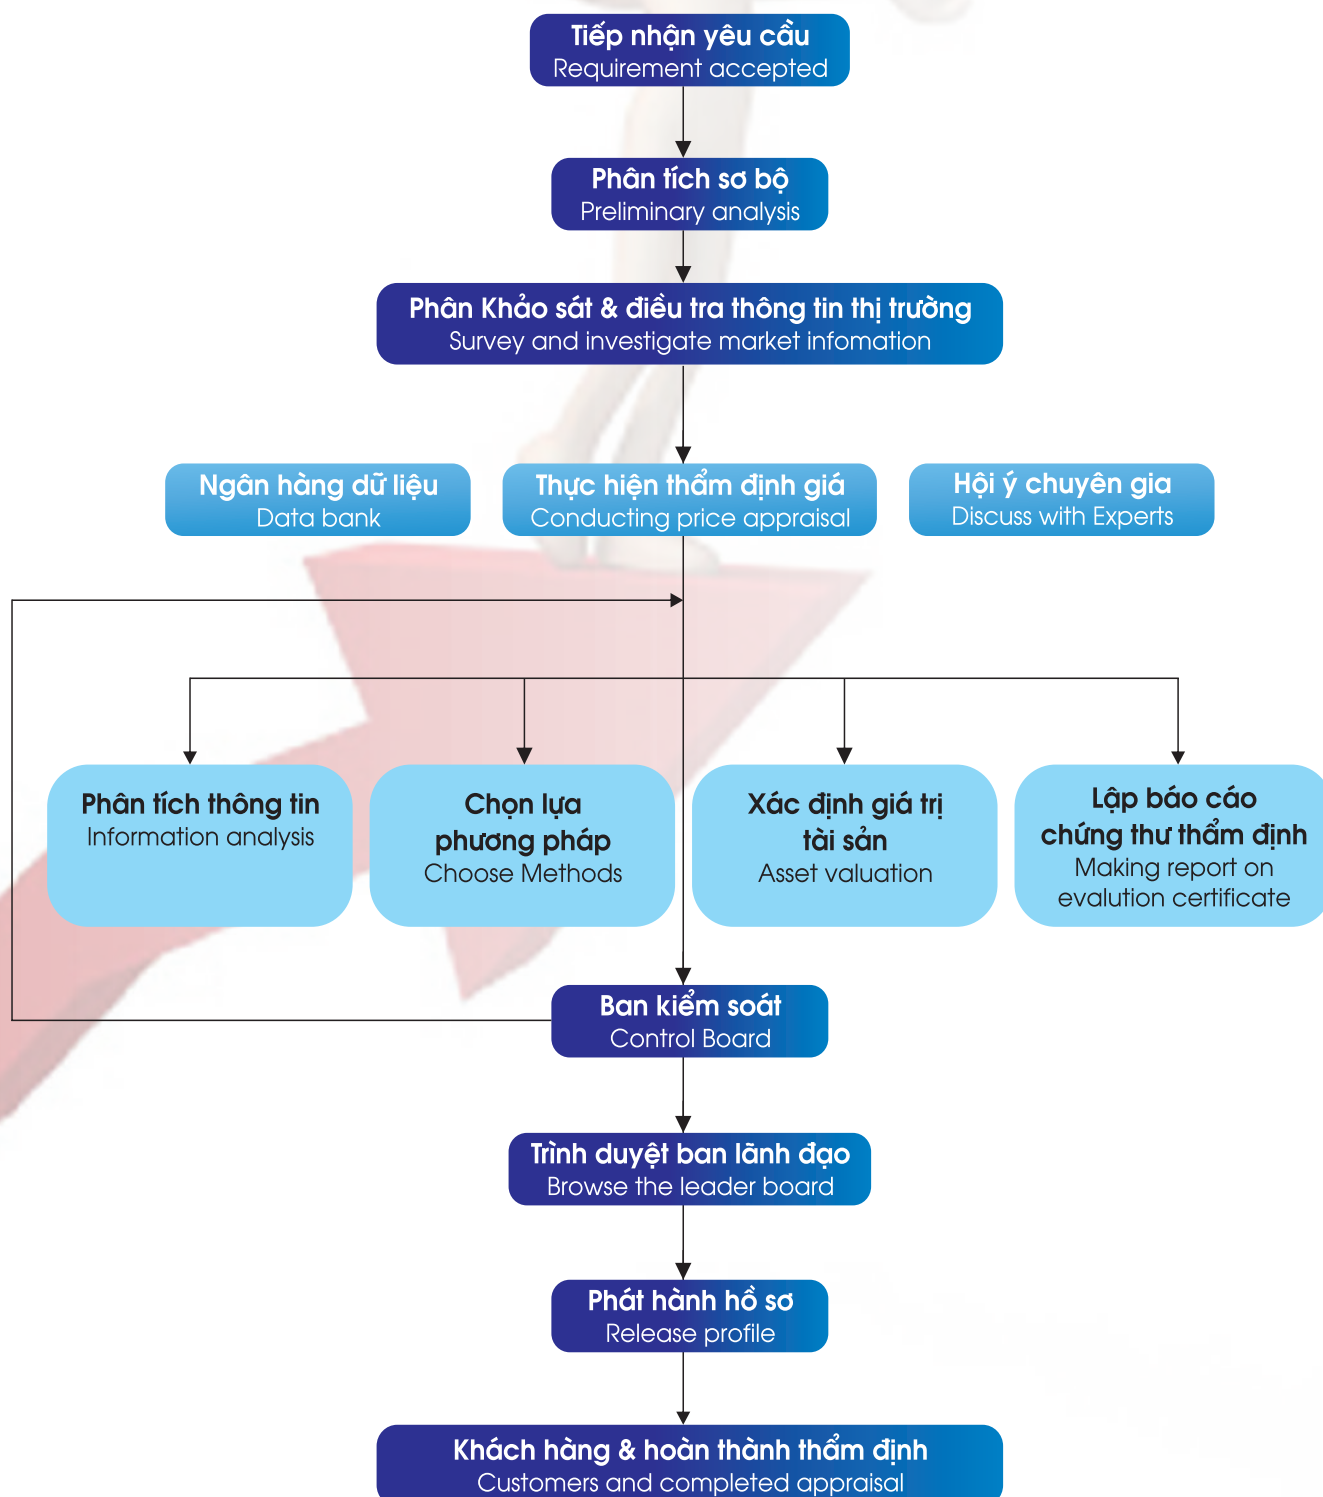 Tiếp nhận yêu cầu
Requirement accepted
Phân tích sơ bộ
Preliminary analysis
Phân Khảo sát & điều tra thông tin thị trường
Survey and investigate market infomation
Ngân hàng dữ liệu
Data bank
Thực hiện thẩm định giá
Conducting price appraisal
Hội ý chuyên gia
Discuss with Experts
Phân tích thông tin
Information analysis
Chọn lựa
phương pháp
Choose Methods
Xác định giá trị
tài sản
Asset valuation
Lập báo cáo
chứng thư thẩm định
Making report on
evalution certificate
Ban kiểm soát
Control Board
Trình duyệt ban lãnh đạo
Browse the leader board
Phát hành hồ sơ
Release profile
Khách hàng & hoàn thành thẩm định
Customers and completed appraisal